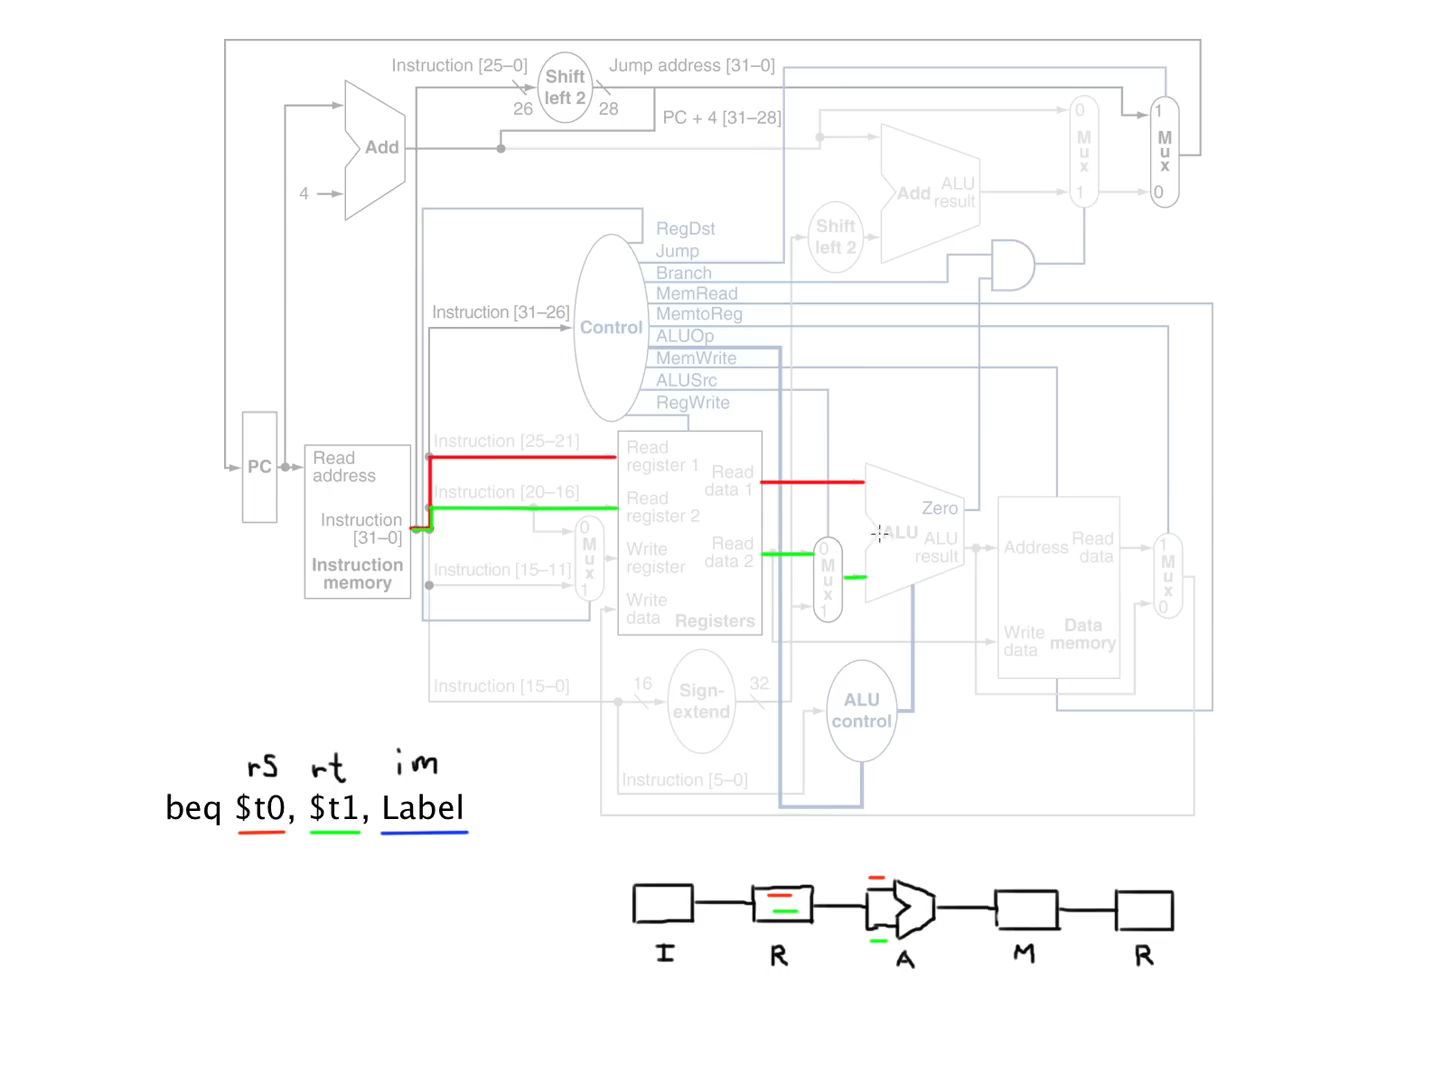 Instruction [25–0]
Shift left 2
Jump address [31–0]
26
28
PC + 4 [31–28]
Add
4
0
M
u
x
1
1
M
u
x
0
Add
ALU
result
Shift
left 2
RegDst
Jump
Branch
MemRead
MemtoReg
ALUOp
MemWrite
ALUSrc
RegWrite
Instruction [31–26]
Control
PC
Read
address
Instruction
[31–0]
Instruction
memory
Instruction [25–21]
Instruction [20–16]
Instruction [15–11]
Instruction [15–0]
0
M
u
x
1
Read
register 1
Read
register 2
Write
register
Write
data
Read
data 1
Read
data 2
Registers
0
M
u
x
1
Zero
ALU
ALU
result
Address
Read
data
Write
data
Data
memory
1
M
u
x
0
16
Sign-
extend
32
ALU
control
Instruction [5–0]
rs rt im
beq $t0, $t1, Label
I R A M R